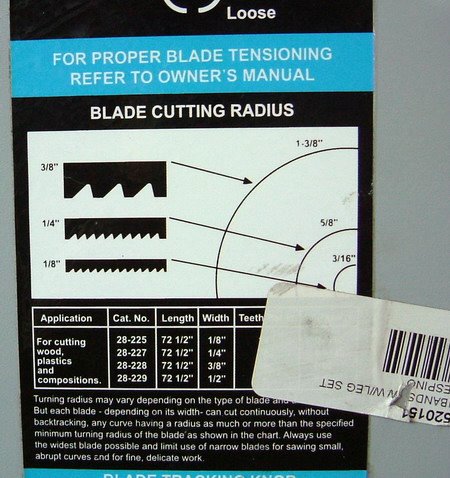 Loose
FOR PROPER BLADE TENSIONING
REFER TO OWNER'S MANUAL
BLADE CUTTING RADIUS
1-3/8"
3/8"
1/4"
5/8"
1/8"
3/16"
Application Cat. No. Length Width Teeth
For cutting 28-225 72 1/2" 1/8"
wood, 28-227 72 1/2" 1/4"
plastics 28-228 72 1/2" 3/8"
and
compositions. 28-229 72 1/2" 1/2"
Turning radius may vary depending on the type of blade and
But each blade - depending on its width- can cut continuously, without
backtracking, any curve having a radius as much or more than the specified
minimum turning radius of the blade as shown in the chart. Always use
the widest blade possible and limit use of narrow blades for sawing small,
abrupt curves and for fine, delicate work.
BLADE TRACKING KNOB
520151
W/LEG SET